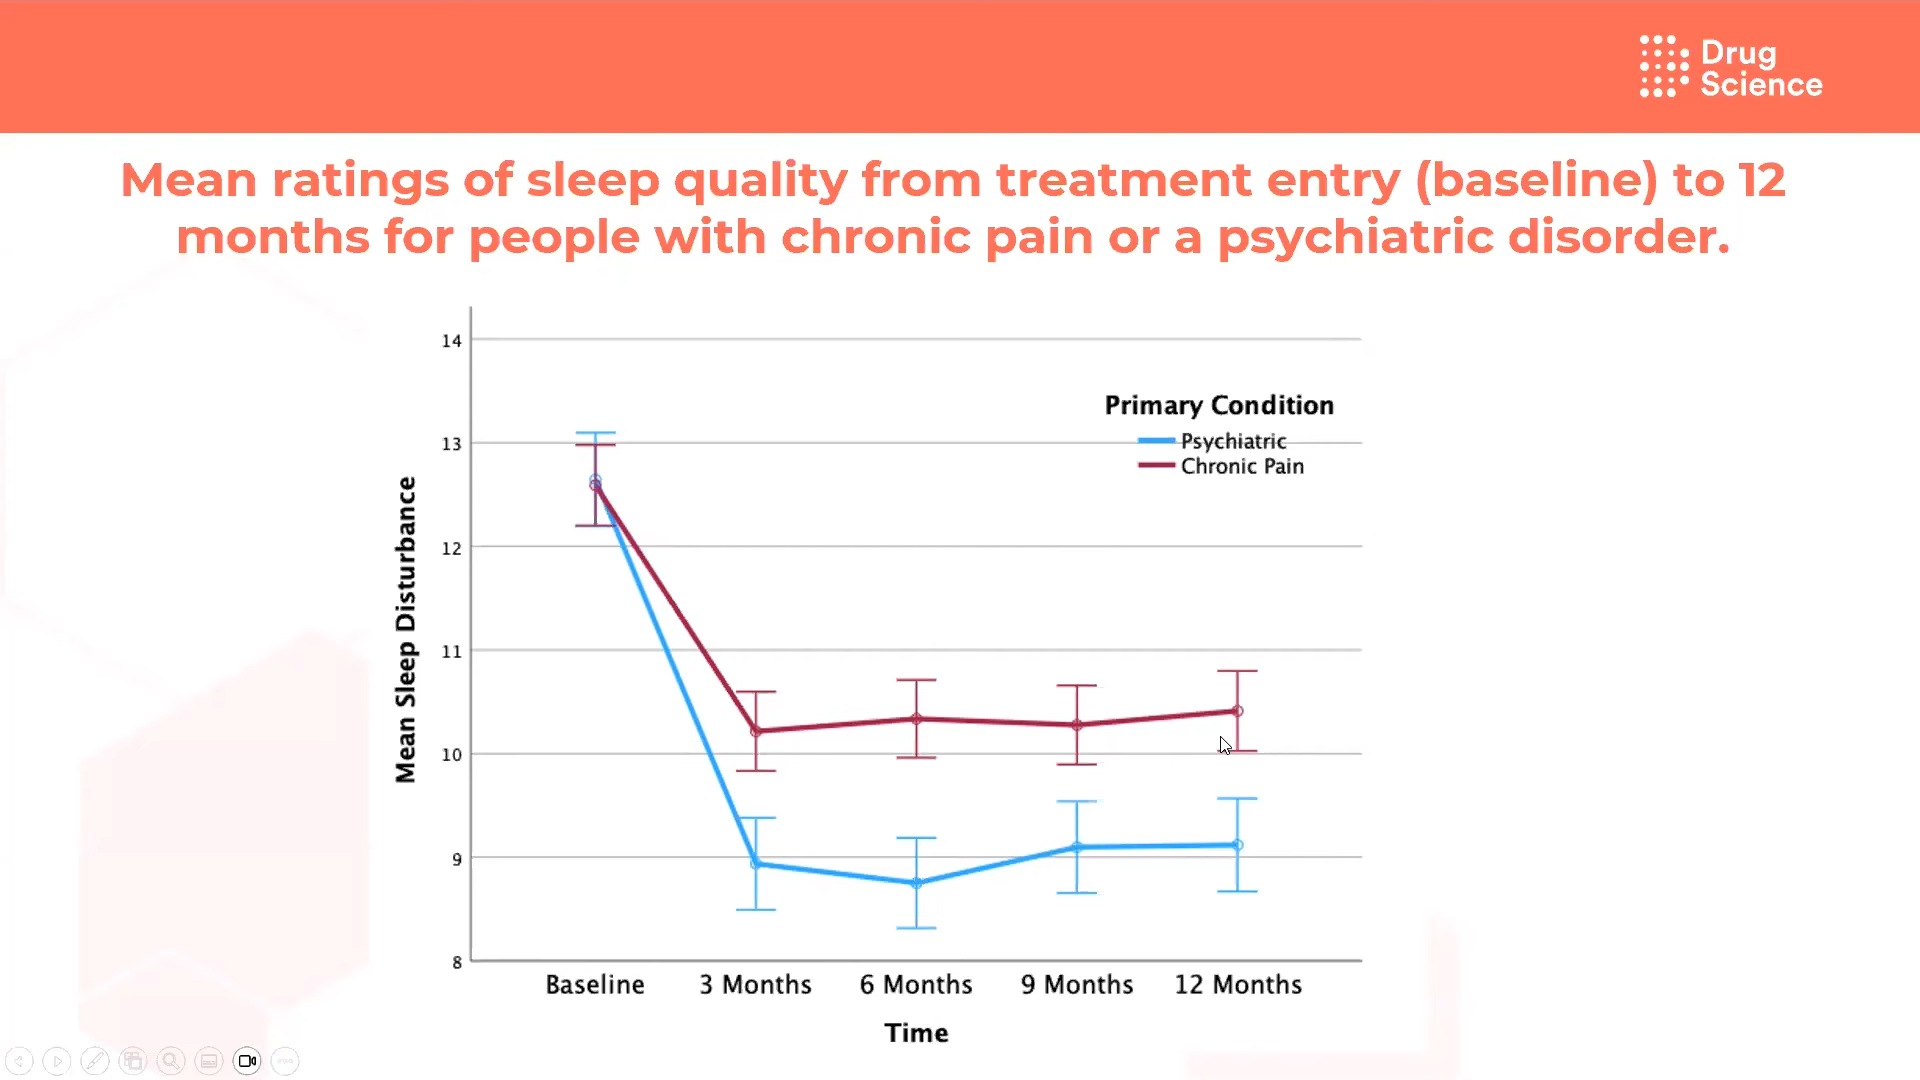 Drug
Science
Mean ratings of sleep quality from treatment entry (baseline) to 12
months for people with chronic pain or a psychiatric disorder.
14
13
12
11
10
9
8
Mean Sleep Disturbance
Primary Condition
Psychiatric
Chronic Pain
Baseline
3 Months
6 Months
9 Months
12 Months
Time